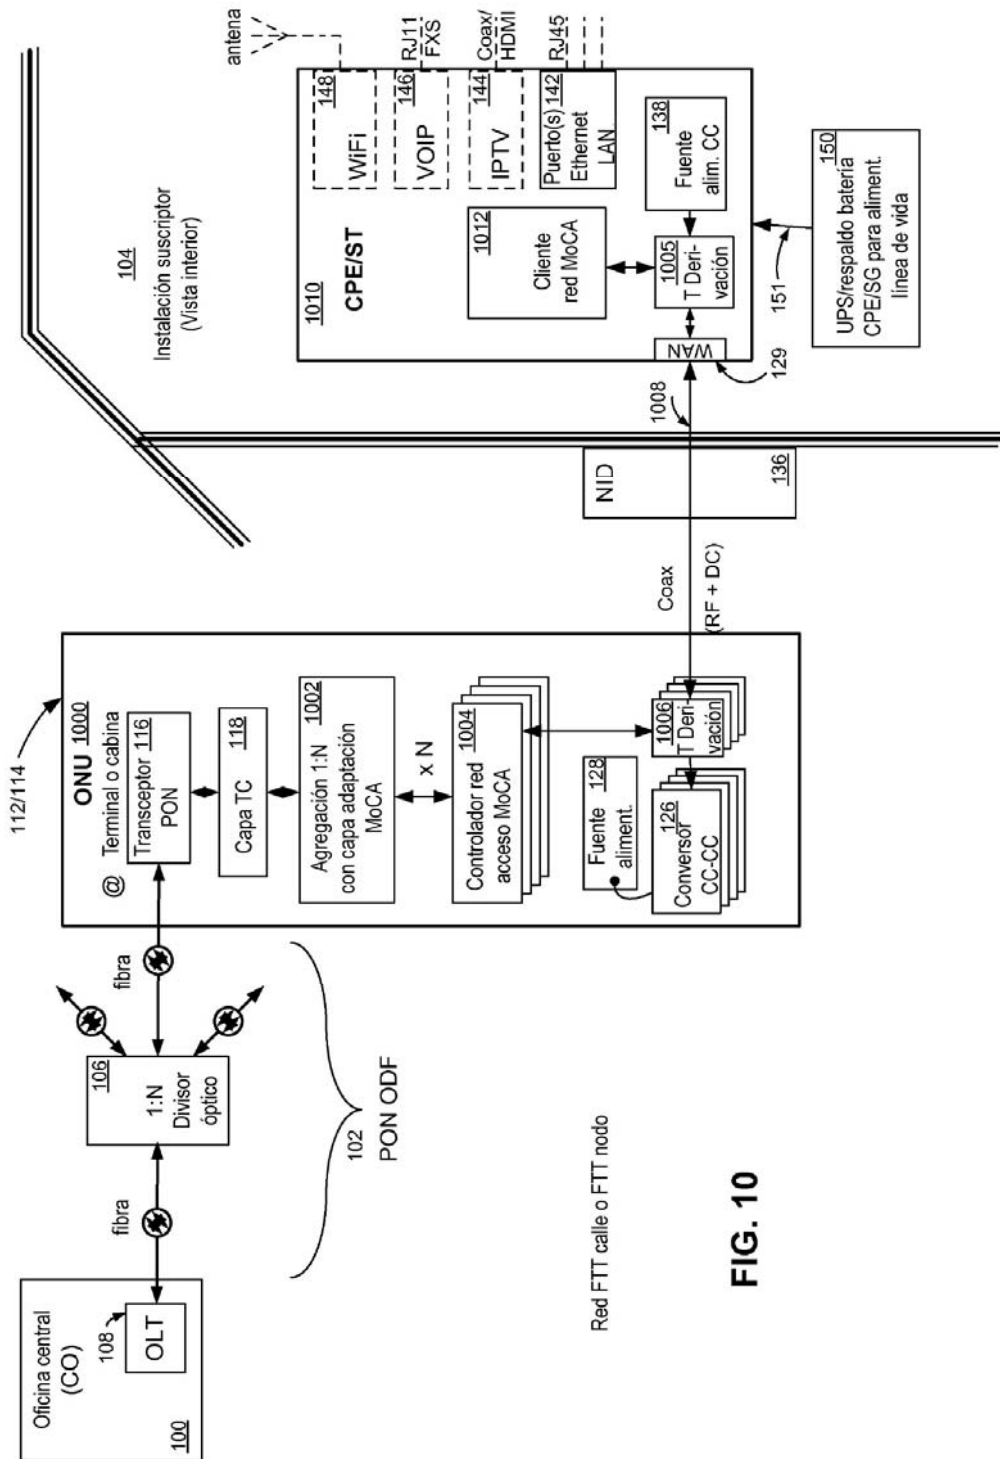 Oficina central
(CO)
100
108
OLT
fibra
106
1:N
Divisor
óptico
fibra
102
PON ODF
112/114
ONU 1000
@ Terminal o cabina
Transceptor 116
PON
118
Capa TC
1002
Agregación 1:N
con capa adaptación
MoCA
x N
1004
Controlador red
acceso MoCA
128
Fuente
aliment.
1006
T Deri-
vación
126
Conversor
CC-CC
Coax
(RF + DC)
NID
136
1008
104
Instalación suscriptor
(Vista interior)
1010
CPE/ST
WAN
129
1012
Cliente
red MoCA
1005
T Deri-
vación
138
Fuente
alim. CC
148
WiFi
146
VOIP
144
IPTV
142
Puerto(s)
Ethernet
LAN.
antena
RJ11
FXS
Coax/
HDMI
RJ45
151
150
UPS/respaldo batería
CPE/SG para aliment.
línea de vida
Red FTT calle o FTT nodo
FIG. 10